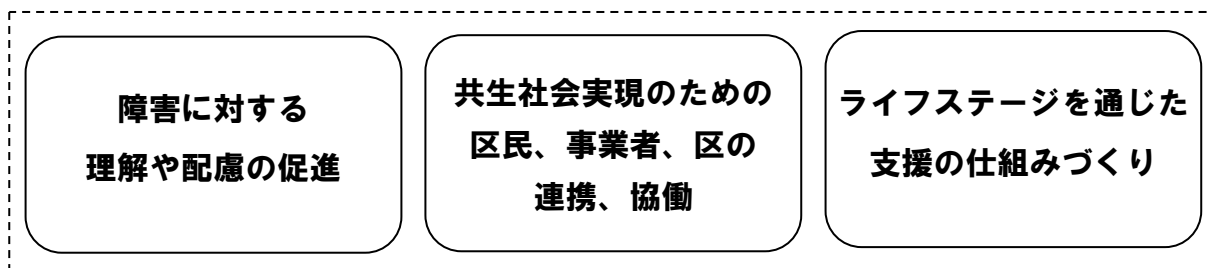 障害に対する
理解や配慮の促進
共生社会実現のための
区民、事業者、区の
連携、協働
ライフステージを通じた
支援の仕組みづくり